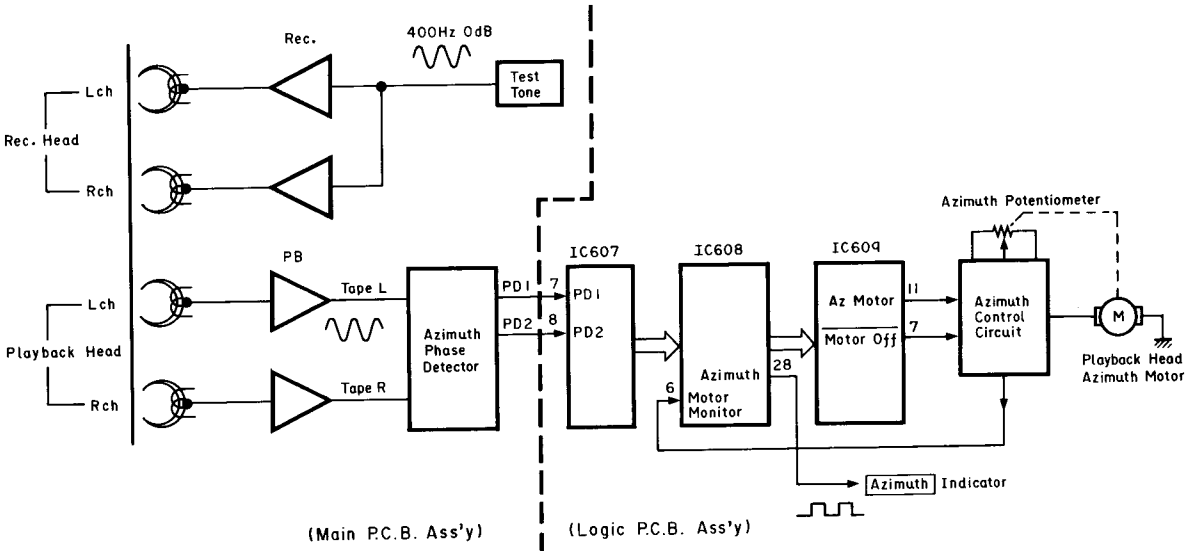 Rec.
400Hz 0dB
Test
Tone
Lch
Rec. Head
Rch
Azimuth Potentiometer
PB
Tape L
Lch
Playback Head
Rch
Tape R
Azimuth
Phase
Detector
PD1
7
PD2
8
IC607
PD1
PD2
IC608
Azimuth
28
6
Motor
Monitor
IC609
Az Motor
11
Motor Off
7
Azimuth
Control
Circuit
M
Playback Head
Azimuth Motor
Azimuth Indicator
(Main P.C.B. Ass'y)
(Logic P.C.B. Ass'y)